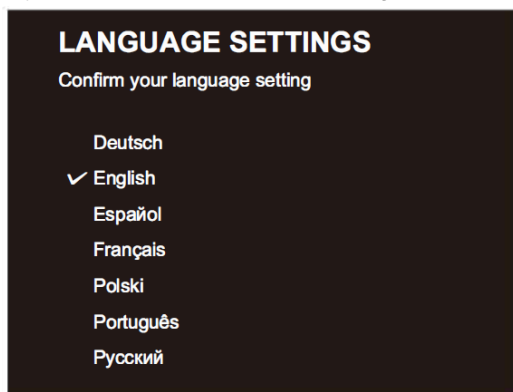 LANGUAGE SETTINGS
Confirm your language setting
Deutsch
✓ English
Espaйol
Français
Polski
Português
Русский